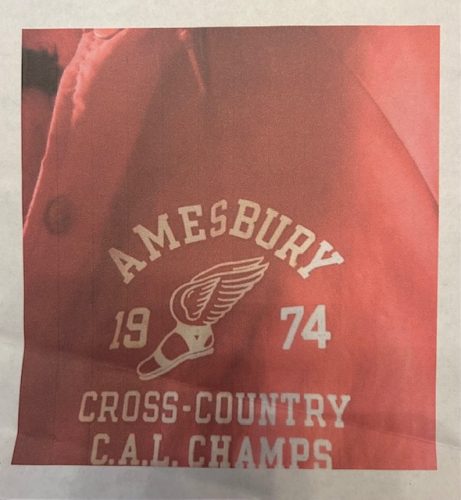 AMESBURY
19 74
CROSS-COUNTRY
C.A.L. CHAMPS